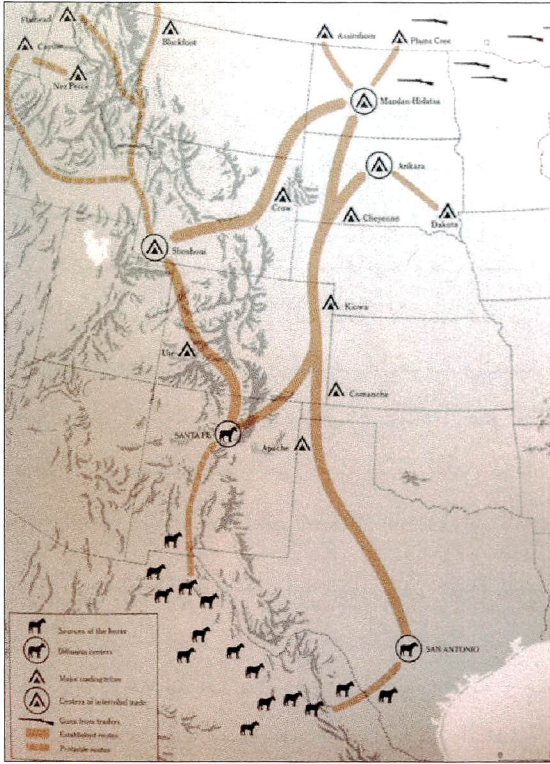 Flathead
Cayuse
Nez Perce
Blackfoot
Assiniboin
Plains Cree
Mandan-Hidatsa
Arikara
Crow
Cheyenne
Dakota
Shoshoni
Kiowa
Ute
Comanche
SANTA FE
Apache
SAN ANTONIO
Sources of the horse
Diffusion centers
Major trading tribes
Centers of intertribal trade
Guns from traders
Established routes
Probable routes